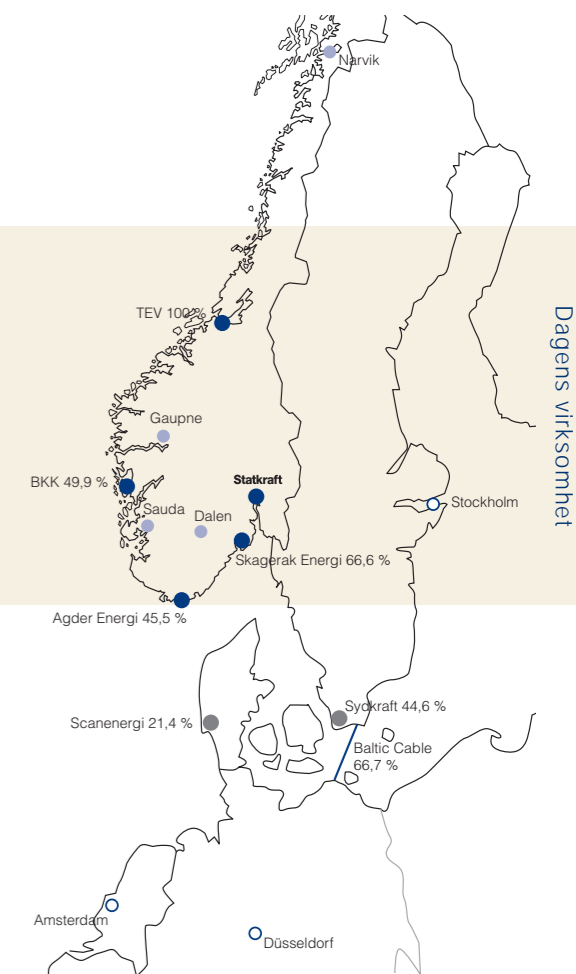 Narvik
TEV 100 %
Dagens virksomhet
Gaupne
BKK 49,9 %
Statkraft
Sauda
Dalen
Stockholm
Skagerak Energi 66,6 %
Agder Energi 45,5 %
Sydkraft 44,6 %
Scanenergi 21,4 %
Baltic Cable
66,7 %
Amsterdam
Düsseldorf